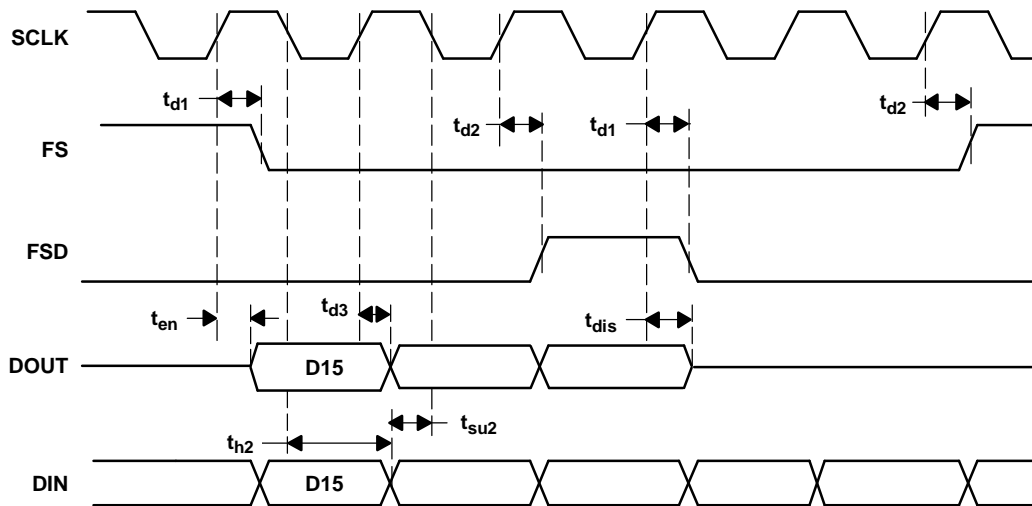 SCLK
td1
td2
td1
td2
FS
FSD
ten
td3
tdis
DOUT
D15
th2
tsu2
DIN
D15